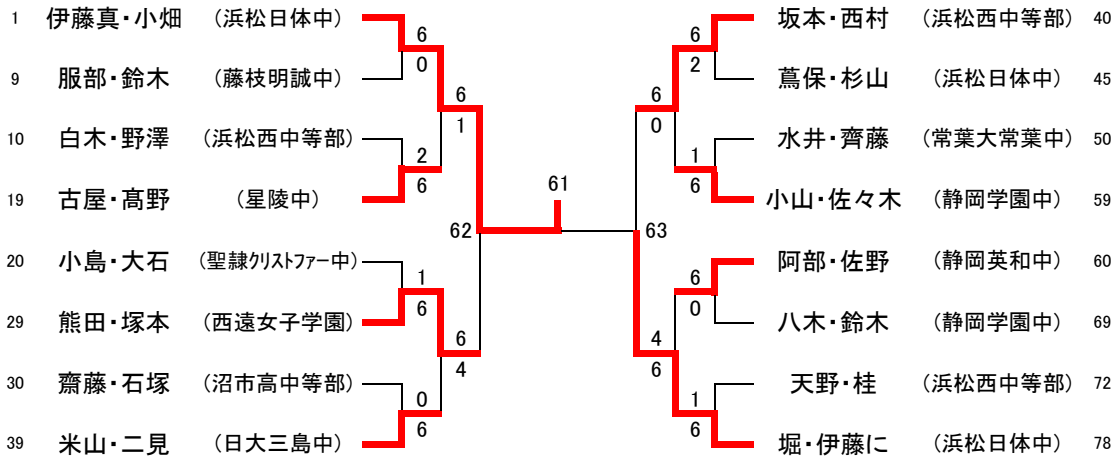 1 伊藤真・小畑 (浜松日体中) 坂本・西村 (浜松西中等部) 40
6 6
0 2
9 服部・鈴木 (藤枝明誠中) 蔦保・杉山 (浜松日体中) 45
6 6
1 0
10 白木・野澤 (浜松西中等部) 水井・齊藤 (常葉大常葉中) 50
2 1
6 6
19 古屋・髙野 (星陵中) 61 小山・佐々木 (静岡学園中) 59
62 63
20 小島・大石 (聖隷クリストファー中) 阿部・佐野 (静岡英和中) 60
1 6
6 0
29 熊田・塚本 (西遠女子学園) 八木・鈴木 (静岡学園中) 69
6 4
4 6
30 齋藤・石塚 (沼市高中等部) 天野・桂 (浜松西中等部) 72
0 1
6 6
39 米山・二見 (日大三島中) 堀・伊藤に (浜松日体中) 78